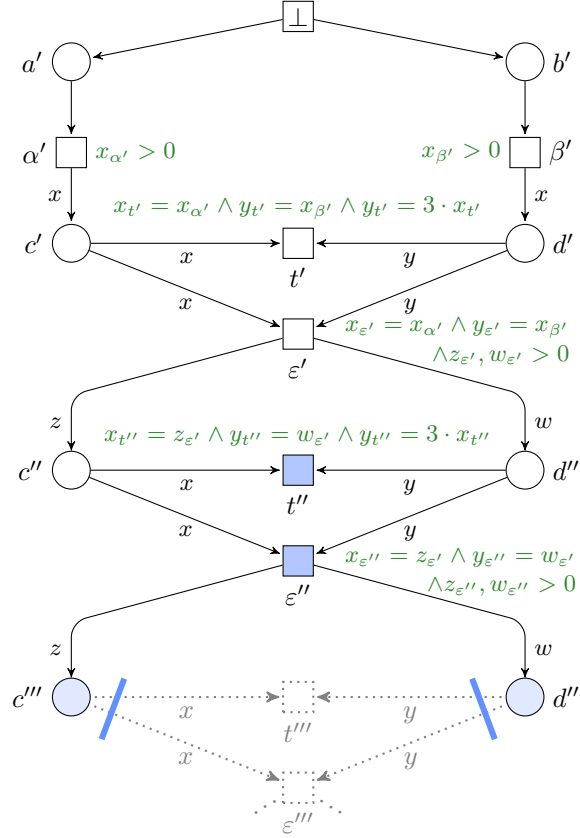 ⊥
a′ b′
α′ x_{α′} > 0 x_{β′} > 0 β′
x x
x_{t′} = x_{α′} ∧ y_{t′} = x_{β′} ∧ y_{t′} = 3 · x_{t′}
c′ x y d′
t′
x y
x_{ε′} = x_{α′} ∧ y_{ε′} = x_{β′}
∧z_{ε′}, w_{ε′} > 0
ε′
z w
x_{t′′} = z_{ε′} ∧ y_{t′′} = w_{ε′} ∧ y_{t′′} = 3 · x_{t′′}
c′′ x y d′′
t′′
x y
x_{ε′′} = z_{ε′} ∧ y_{ε′′} = w_{ε′}
∧z_{ε′′}, w_{ε′′} > 0
ε′′
z w
c′′′ x y d′′
t′′′
x y
ε′′′